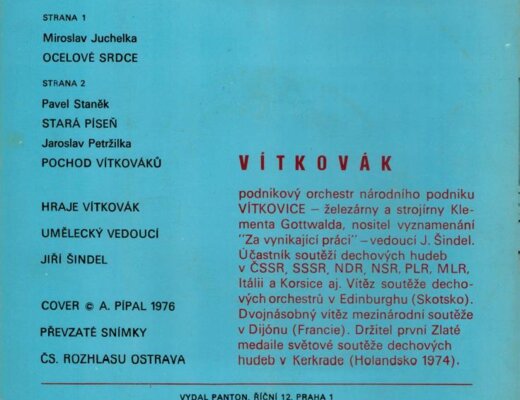 STRANA 1
Miroslav Juchelka
OCELOVÉ SRDCE
STRANA 2
Pavel Staněk
STARÁ PÍSEŇ
Jaroslav Petržilka
POCHOD VÍTKOVÁKŮ
HRAJE VÍTKOVÁK
UMĚLECKÝ VEDOUCÍ
JIŘÍ ŠINDEL
COVER © A. PÍPAL 1976
PŘEVZATÉ SNÍMKY
ČS. ROZHLASU OSTRAVA
VÍTKOVÁK
podnikový orchestr národního podniku
VÍTKOVICE – železárny a strojírny Kle-
menta Gottwalda, nositel vyznamenání
"Za vynikající práci" – vedoucí J. Šindel.
Účastník soutěží dechových hudeb
v ČSSR, SSSR, NDR, NSR, PLR, MLR,
Itálii a Korsice aj. Vítěz soutěže decho-
vých orchestrů v Edinburghu (Skotsko).
Dvojnásobný vítěz mezinárodní soutěže
v Dijónu (Francie). Držitel první Zlaté
medaile světové soutěže dechových
hudeb v Kerkrade (Holandsko 1974).
VYDAL PANTON, ŘÍČNÍ 12, PRAHA 1